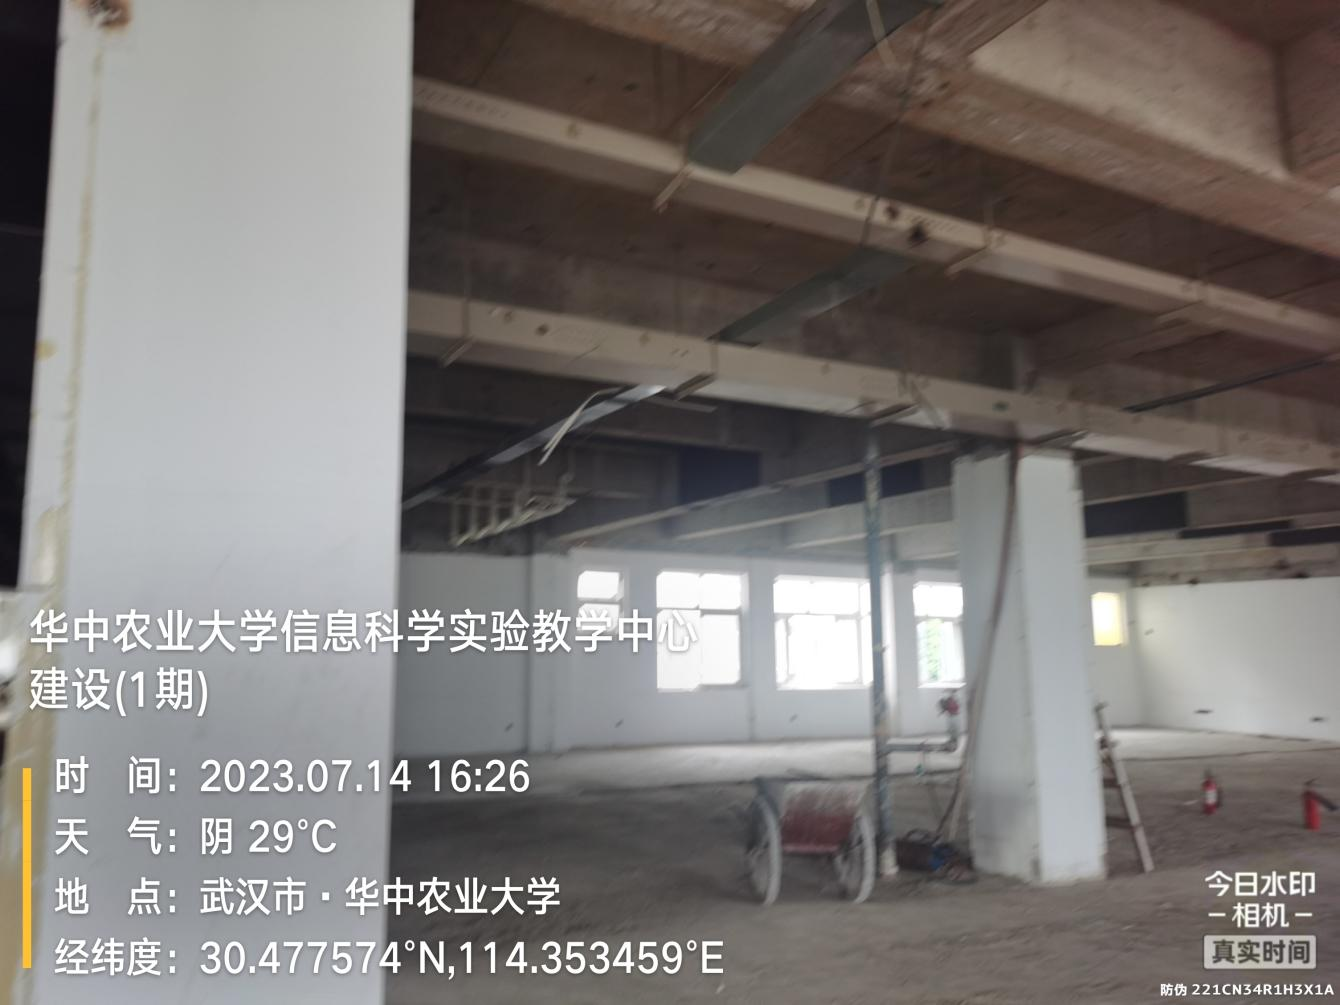 华中农业大学信息科学实验教学中心
建设(1期)
时 间：2023.07.14 16:26
天 气：阴 29°C
地 点：武汉市·华中农业大学
经纬度：30.477574°N,114.353459°E
今日水印
-相机-
真实时间
防伪 221CN34R1H3X1A